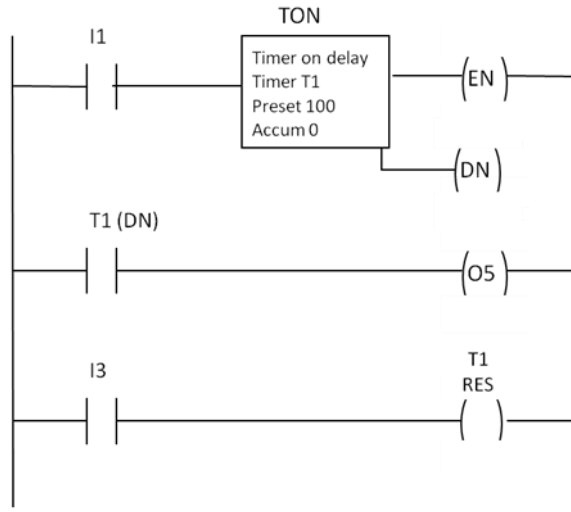 TON
I1
Timer on delay
Timer T1
Preset 100
Accum 0
EN
DN
T1 (DN)
O5
I3
T1
RES